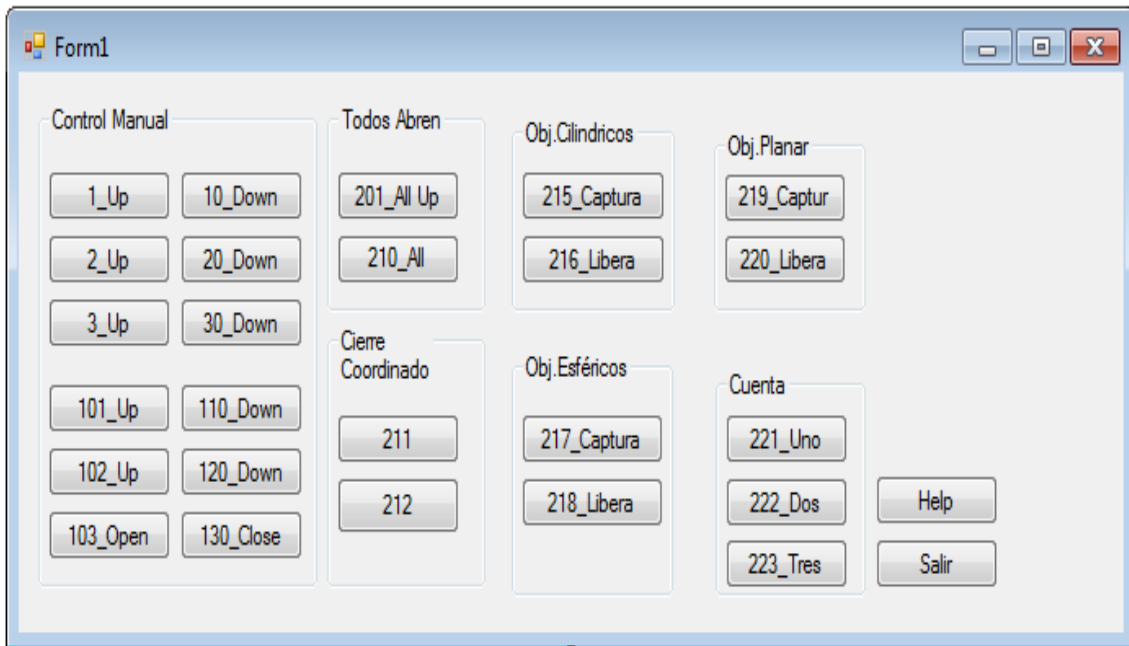 Form1
Control Manual
1_Up 10_Down
2_Up 20_Down
3_Up 30_Down
101_Up 110_Down
102_Up 120_Down
103_Open 130_Close
Todos Abren
201_All Up
210_All
Cierre
Coordinado
211
212
Obj.Cilindricos
215_Captura
216_Libera
Obj.Esféricos
217_Captura
218_Libera
Obj.Planar
219_Captur
220_Libera
Cuenta
221_Uno
222_Dos
223_Tres
Help
Salir